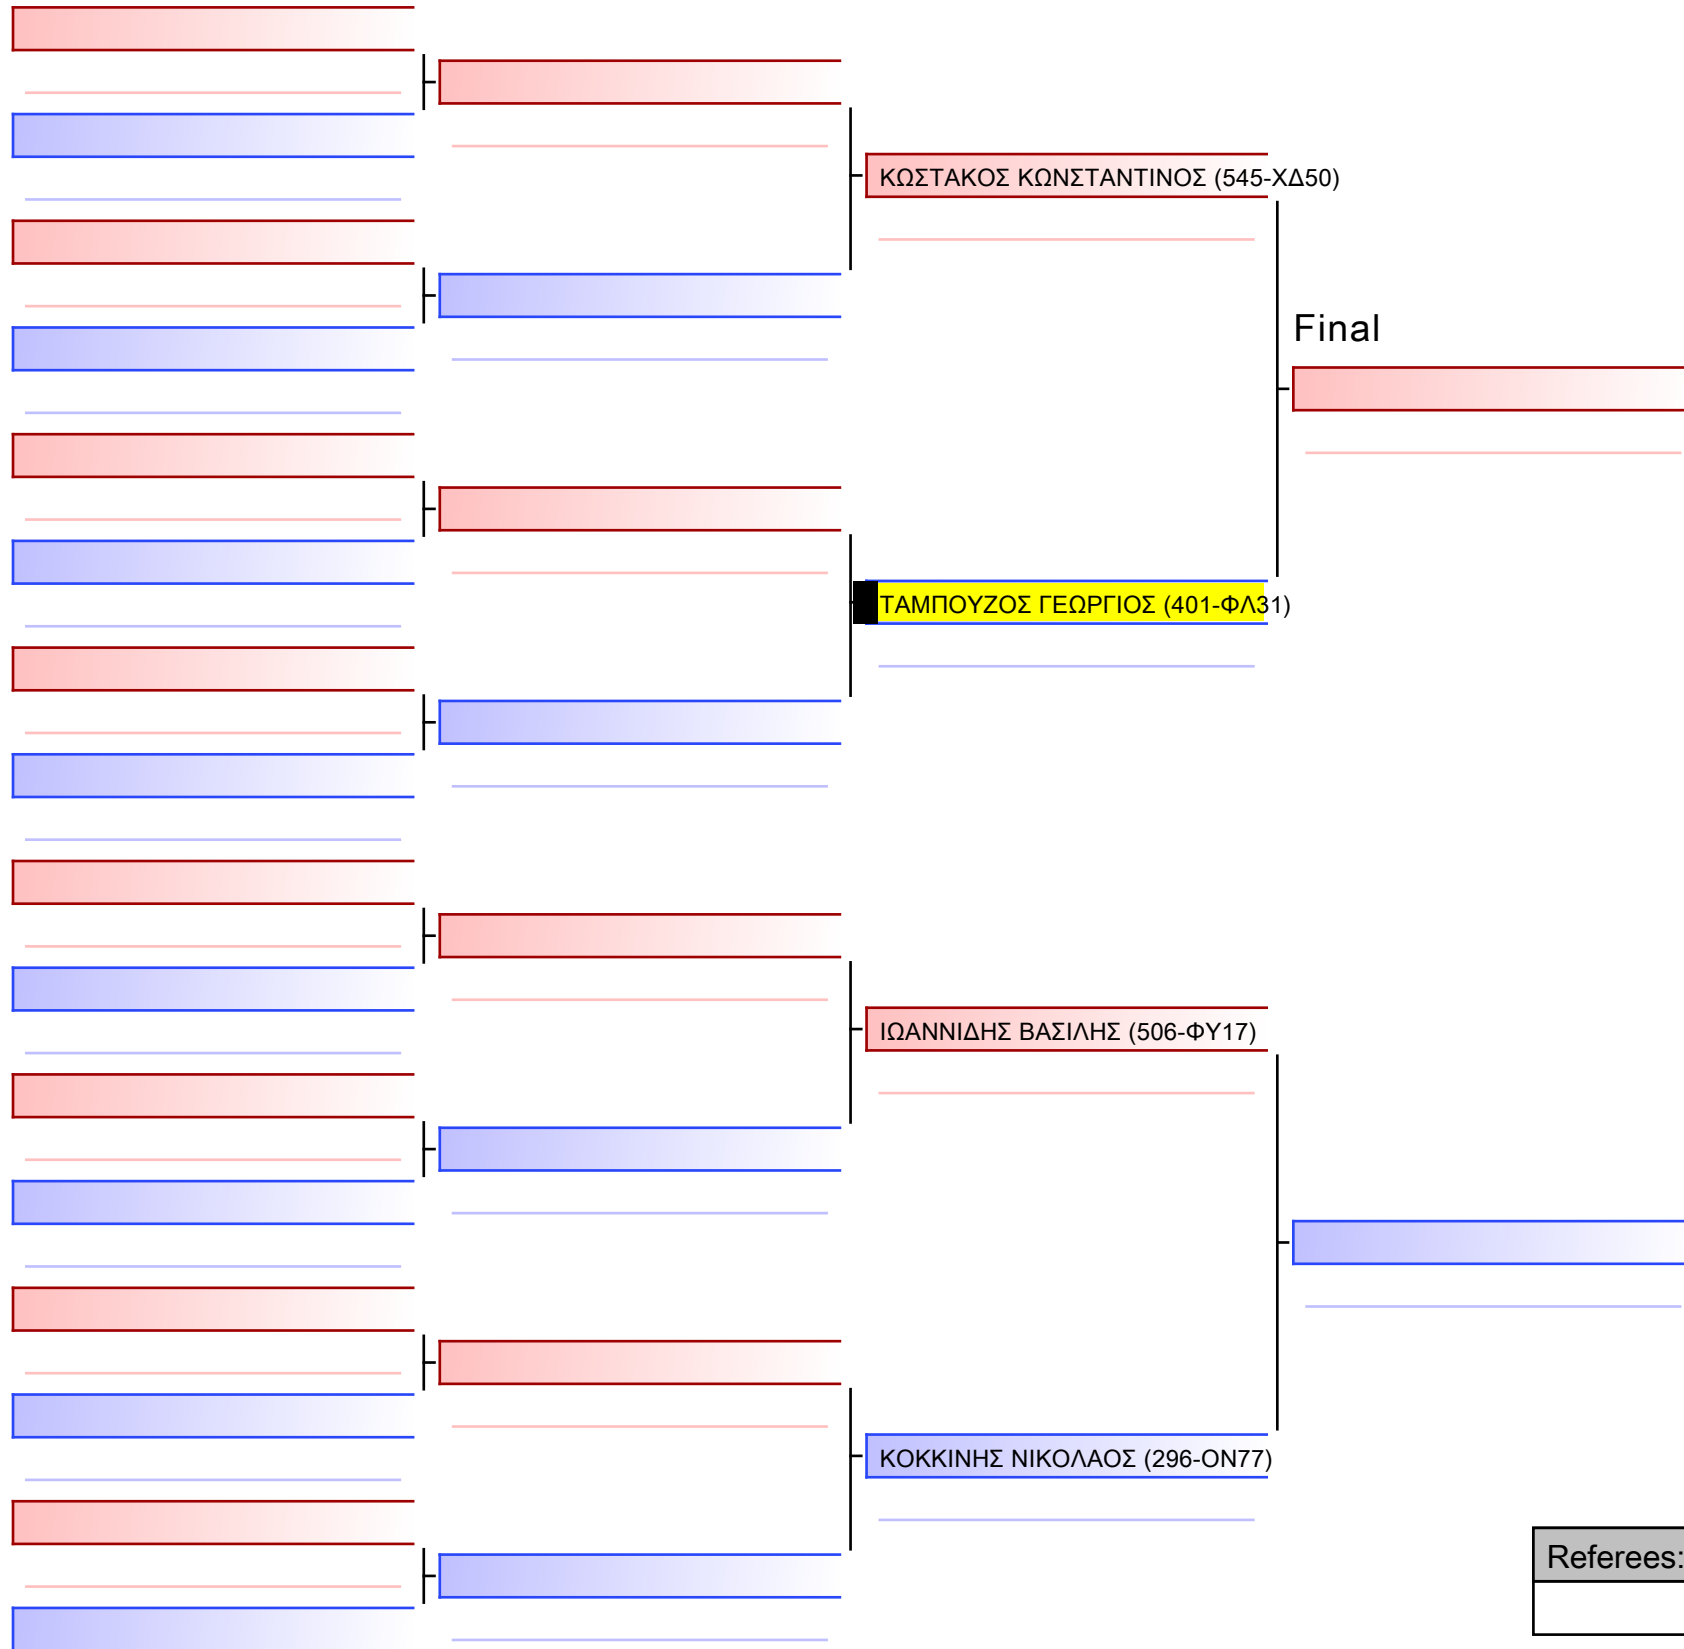 ΚΩΣΤΑΚΟΣ ΚΩΝΣΤΑΝΤΙΝΟΣ (545-ΧΔ50)
Final
ΤΑΜΠΟΥΖΟΣ ΓΕΩΡΓΙΟΣ (401-ΦΛ31)
ΙΩΑΝΝΙΔΗΣ ΒΑΣΙΛΗΣ (506-ΦΥ17)
ΚΟΚΚΙΝΗΣ ΝΙΚΟΛΑΟΣ (296-ΟΝ77)
Referees: